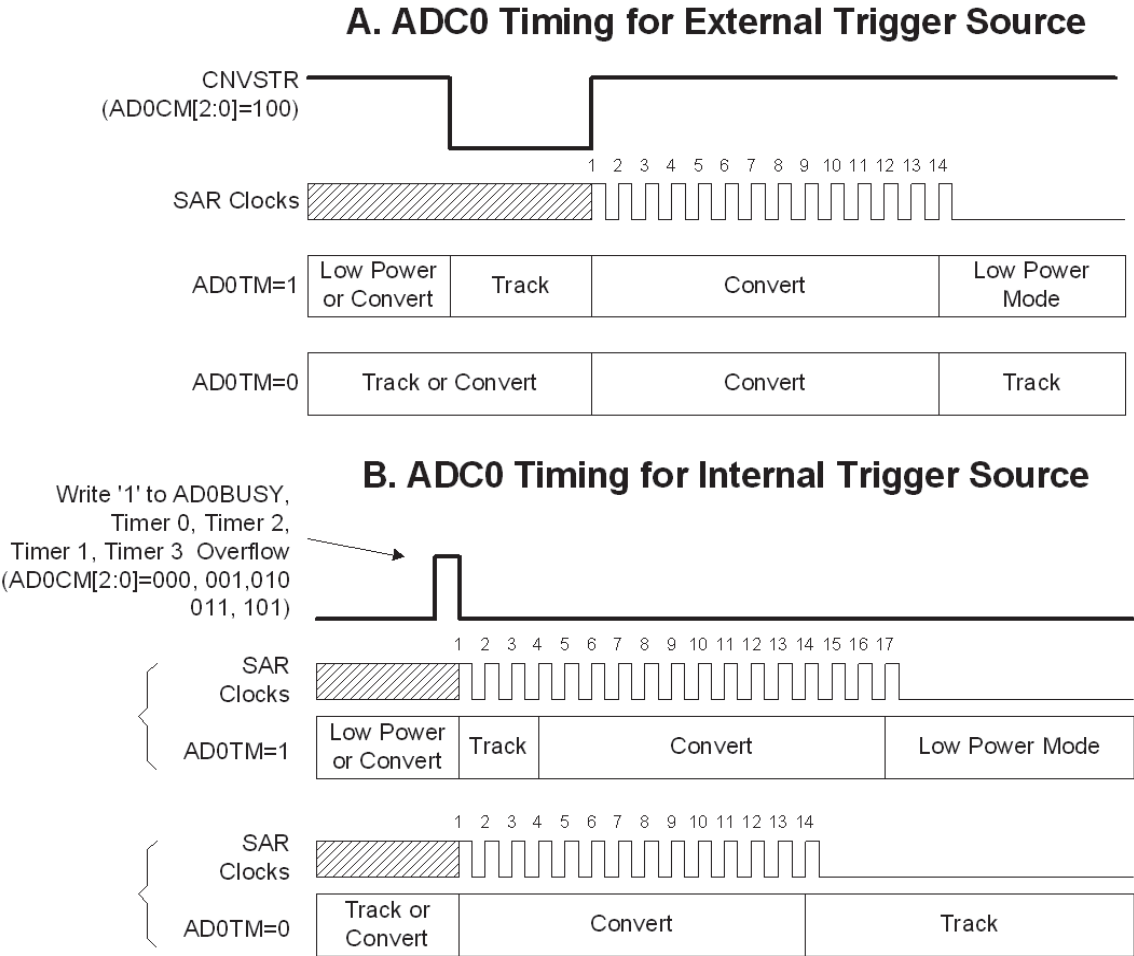 A. ADC0 Timing for External Trigger Source
CNVSTR
(AD0CM[2:0]=100)
1 2 3 4 5 6 7 8 9 10 11 12 13 14
SAR Clocks
AD0TM=1
Low Power
or Convert
Track
Convert
Low Power
Mode
AD0TM=0
Track or Convert
Convert
Track
B. ADC0 Timing for Internal Trigger Source
Write '1' to AD0BUSY,
Timer 0, Timer 2,
Timer 1, Timer 3 Overflow
(AD0CM[2:0]=000, 001,010
011, 101)
1 2 3 4 5 6 7 8 9 10 11 12 13 14 15 16 17
SAR
Clocks
AD0TM=1
Low Power
or Convert
Track
Convert
Low Power Mode
1 2 3 4 5 6 7 8 9 10 11 12 13 14
SAR
Clocks
AD0TM=0
Track or
Convert
Convert
Track